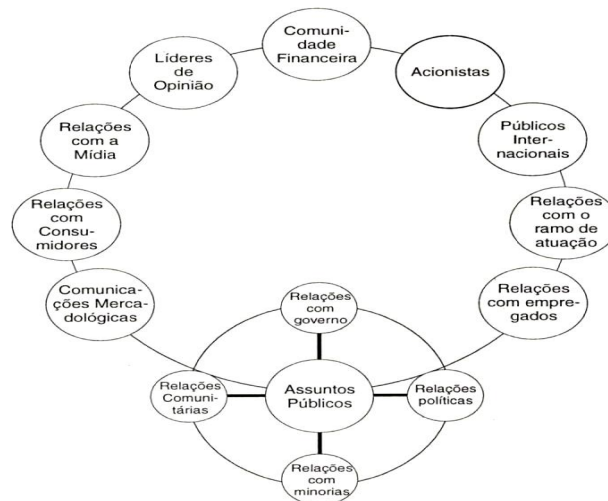 Comuni-
dade
Financeira
Líderes
de
Opinião
Acionistas
Relações
com a
Mídia
Públicos
Inter-
nacionais
Relações
com
Consu-
midores
Relações
com o
ramo de
atuação
Comunica-
ções Merca-
dológicas
Relações
com empre-
gados
Relações
com
governo
Relações
Comuni-
tárias
Assuntos
Públicos
Relações
políticas
Relações
com
minorias